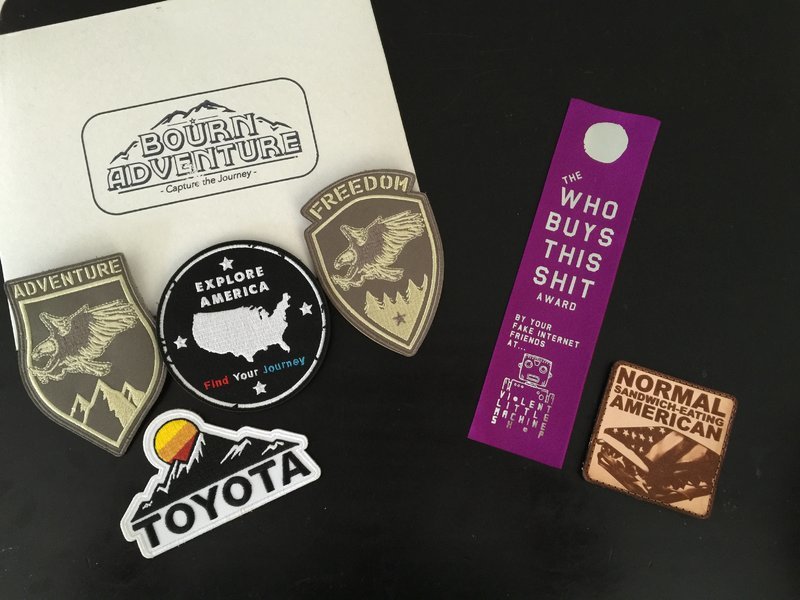 BOURN
ADVENTURE
- Capture the Journey -
FREEDOM
ADVENTURE
EXPLORE
AMERICA
Find Your Journey
TOYOTA
THE
WHO
BUYS
THIS
SHIT
AWARD
BY YOUR
FAKE INTERNET
FRIENDS
AT...
VIOLENT
LITTLE
MACHINE
SHOP
NORMAL
SANDWICH-EATING
AMERICAN